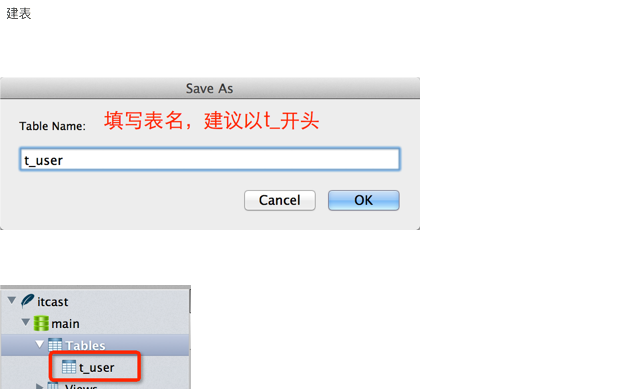 建表
Save As
Table Name: 填写表名，建议以t_开头
t_user
Cancel OK
itcast
main
Tables
t_user
Views